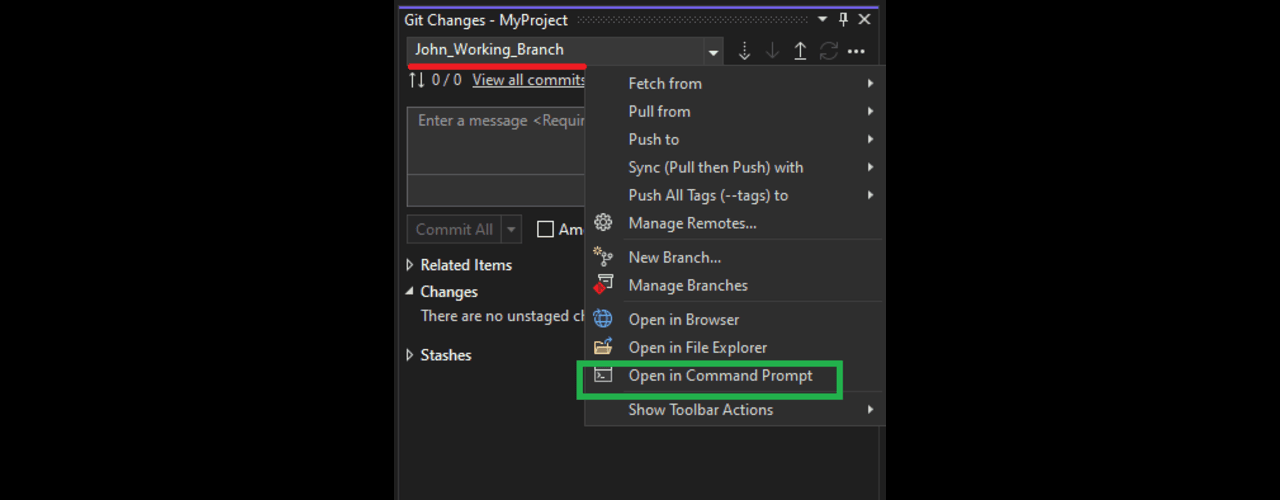 Git Changes - MyProject
John_Working_Branch
0 / 0 View all commits
Enter a message <Requir
Commit All
Am
Related Items
Changes
There are no unstaged ch
Stashes
Fetch from
Pull from
Push to
Sync (Pull then Push) with
Push All Tags (--tags) to
Manage Remotes...
New Branch...
Manage Branches
Open in Browser
Open in File Explorer
Open in Command Prompt
Show Toolbar Actions